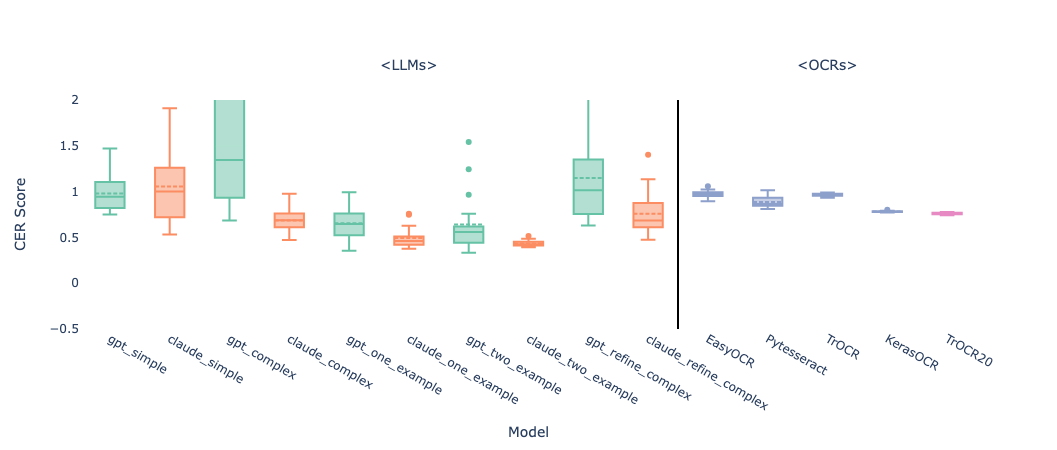 <LLMs> <OCRs>
2
1.5
1
0.5
0
−0.5
CER Score
gpt_simple
claude_simple
gpt_complex
claude_complex
gpt_one_example
claude_one_example
gpt_two_example
claude_two_example
gpt_refine_complex
claude_refine_complex
EasyOCR
Pytesseract
TrOCR
KerasOCR
TrOCR20
Model